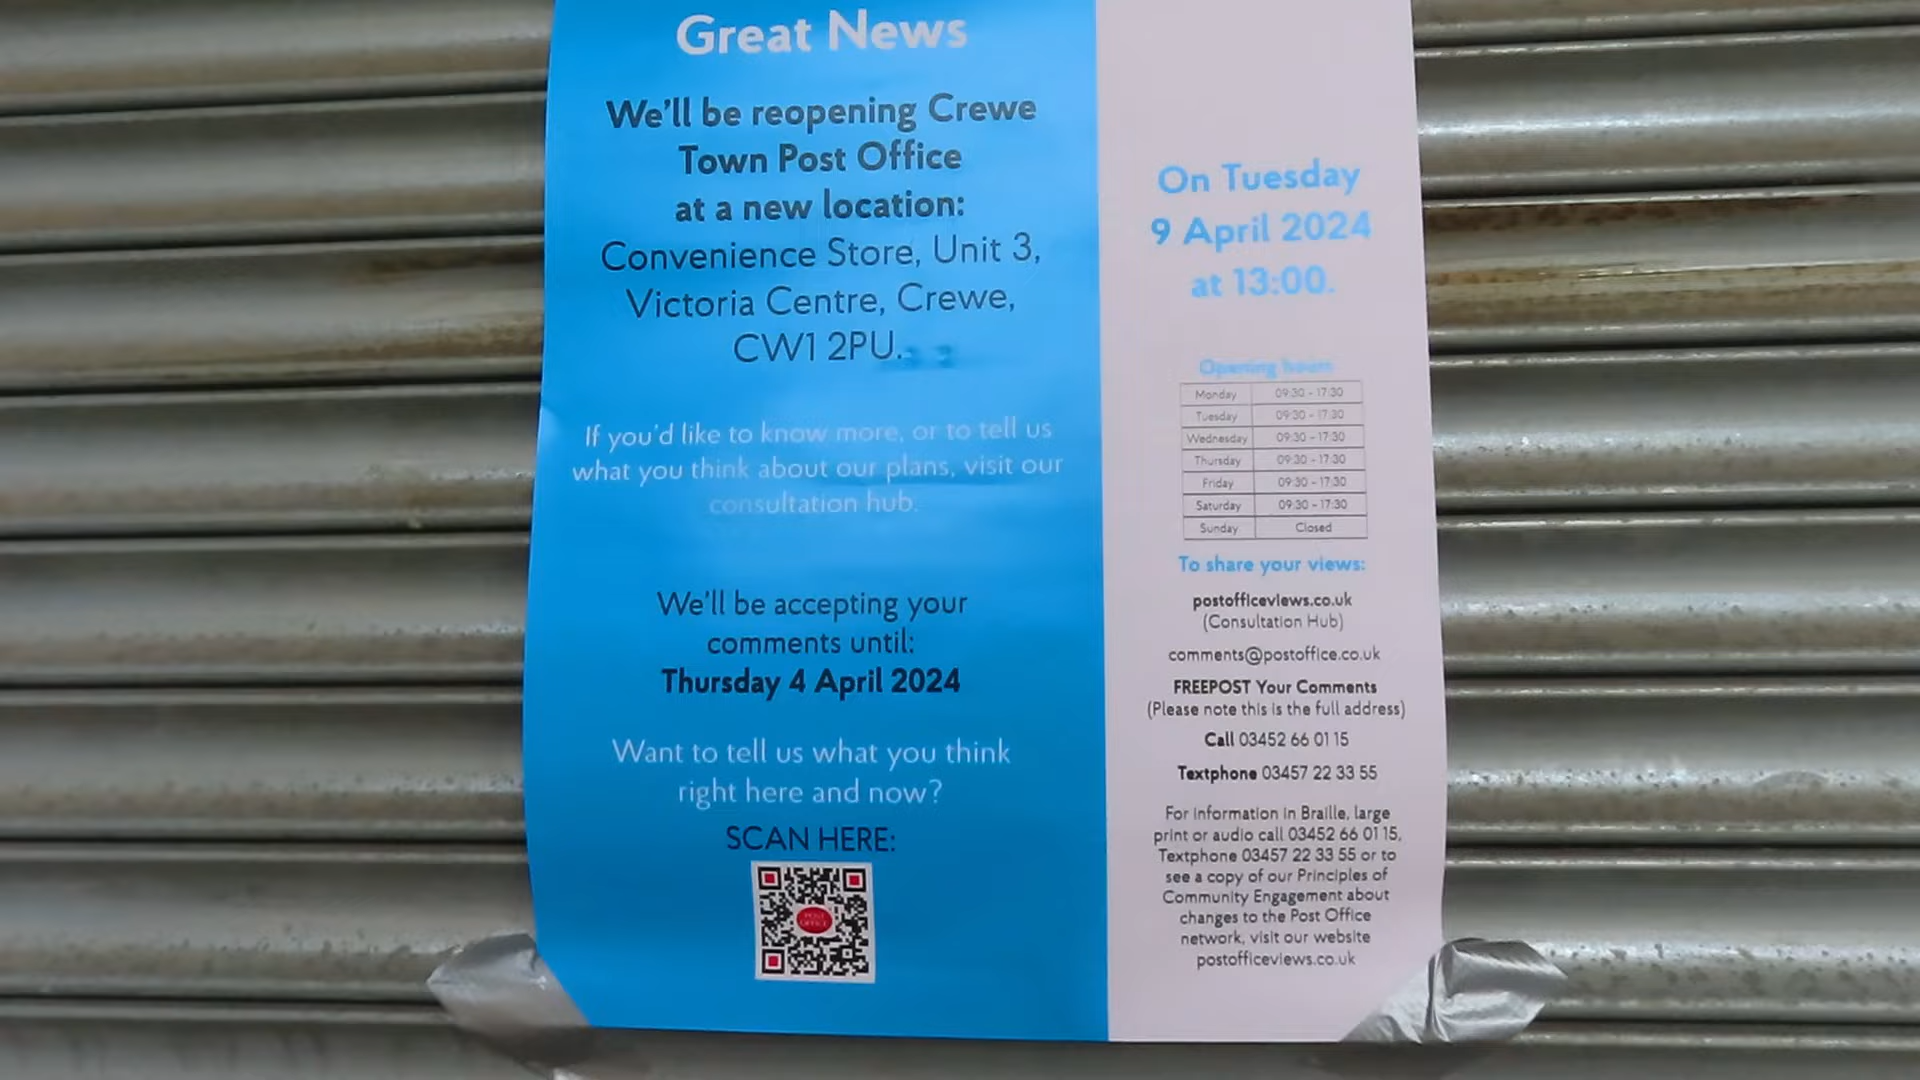 Great News
We'll be reopening Crewe
Town Post Office
at a new location:
Convenience Store, Unit 3,
Victoria Centre, Crewe,
CW1 2PU.
If you'd like to know more, or to tell us
what you think about our plans, visit our
consultation hub.
We'll be accepting your
comments until:
Thursday 4 April 2024
Want to tell us what you think
right here and now?
SCAN HERE:
POST
OFFICE
On Tuesday
9 April 2024
at 13:00.
Opening hours
Monday 09:30 - 17:30
Tuesday 09:30 - 17:30
Wednesday 09:30 - 17:30
Thursday 09:30 - 17:30
Friday 09:30 - 17:30
Saturday 09:30 - 17:30
Sunday Closed
To share your views:
postofficeviews.co.uk
(Consultation Hub)
comments@postoffice.co.uk
FREEPOST Your Comments
(Please note this is the full address)
Call 03452 66 01 15
Textphone 03457 22 33 55
For information in Braille, large
print or audio call 03452 66 01 15,
Textphone 03457 22 33 55 or to
see a copy of our Principles of
Community Engagement about
changes to the Post Office
network, visit our website
postofficeviews.co.uk